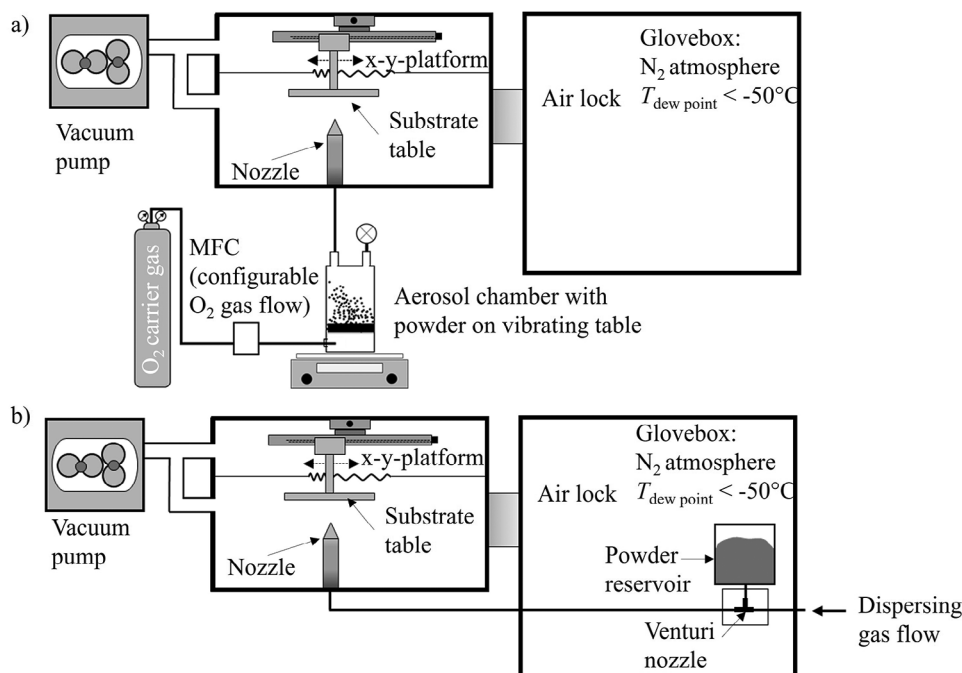 a)
Vacuum
pump
x-y-platform
Substrate
table
Nozzle
Air lock
Glovebox:
N2 atmosphere
Tdew point < -50°C
O2 carrier gas
MFC
(configurable
O2 gas flow)
Aerosol chamber with
powder on vibrating table
b)
Vacuum
pump
x-y-platform
Substrate
table
Nozzle
Air lock
Glovebox:
N2 atmosphere
Tdew point < -50°C
Powder
reservoir
Venturi
nozzle
Dispersing
gas flow